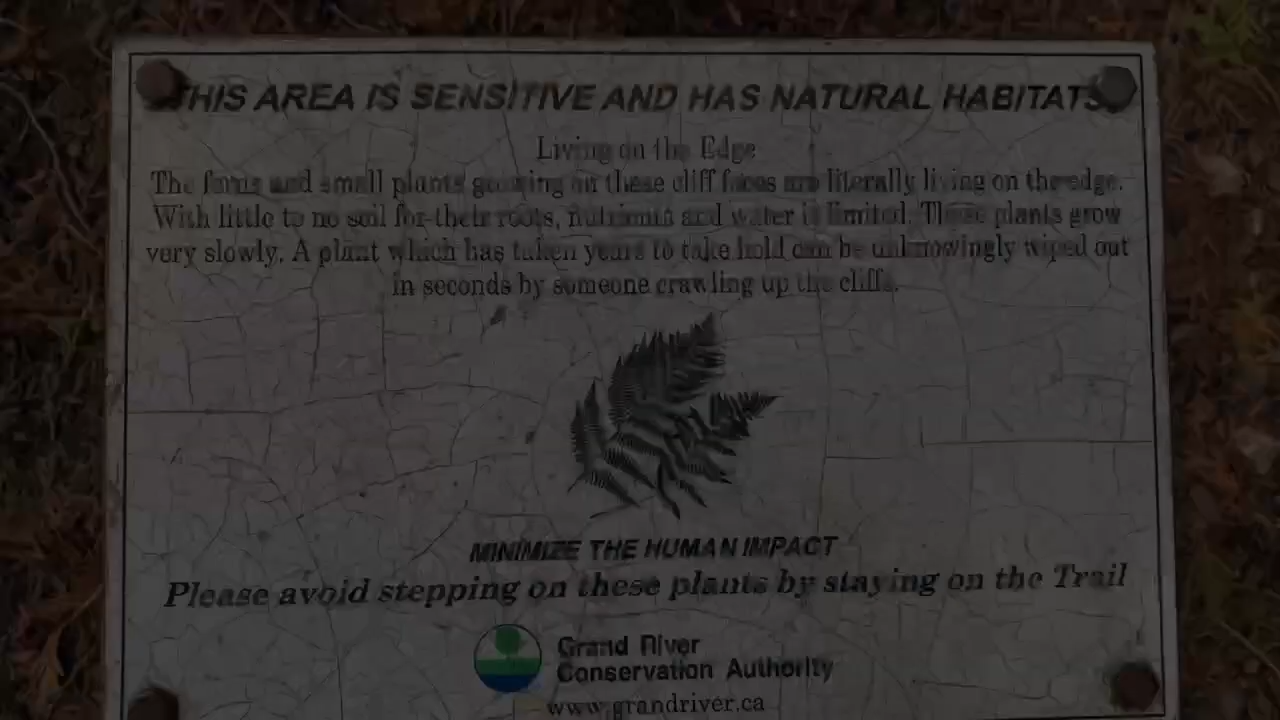 THIS AREA IS SENSITIVE AND HAS NATURAL HABITATS
Living on the Edge
The ferns and small plants growing on these cliff faces are literally living on the edge.
With little to no soil for their roots, nutrients and water is limited. These plants grow
very slowly. A plant which has taken years to take hold can be unknowingly wiped out
in seconds by someone crawling up the cliffs.
MINIMIZE THE HUMAN IMPACT
Please avoid stepping on these plants by staying on the Trail
Grand River
Conservation Authority
www.grandriver.ca